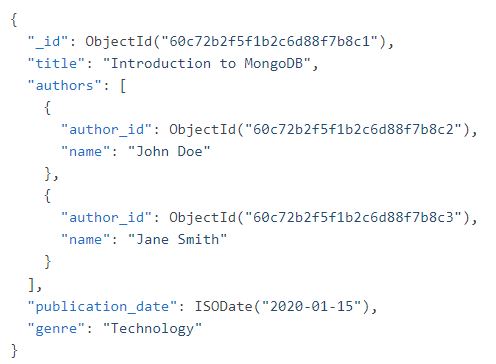 {
  "_id": ObjectId("60c72b2f5f1b2c6d88f7b8c1"),
  "title": "Introduction to MongoDB",
  "authors": [
    {
      "author_id": ObjectId("60c72b2f5f1b2c6d88f7b8c2"),
      "name": "John Doe"
    },
    {
      "author_id": ObjectId("60c72b2f5f1b2c6d88f7b8c3"),
      "name": "Jane Smith"
    }
  ],
  "publication_date": ISODate("2020-01-15"),
  "genre": "Technology"
}